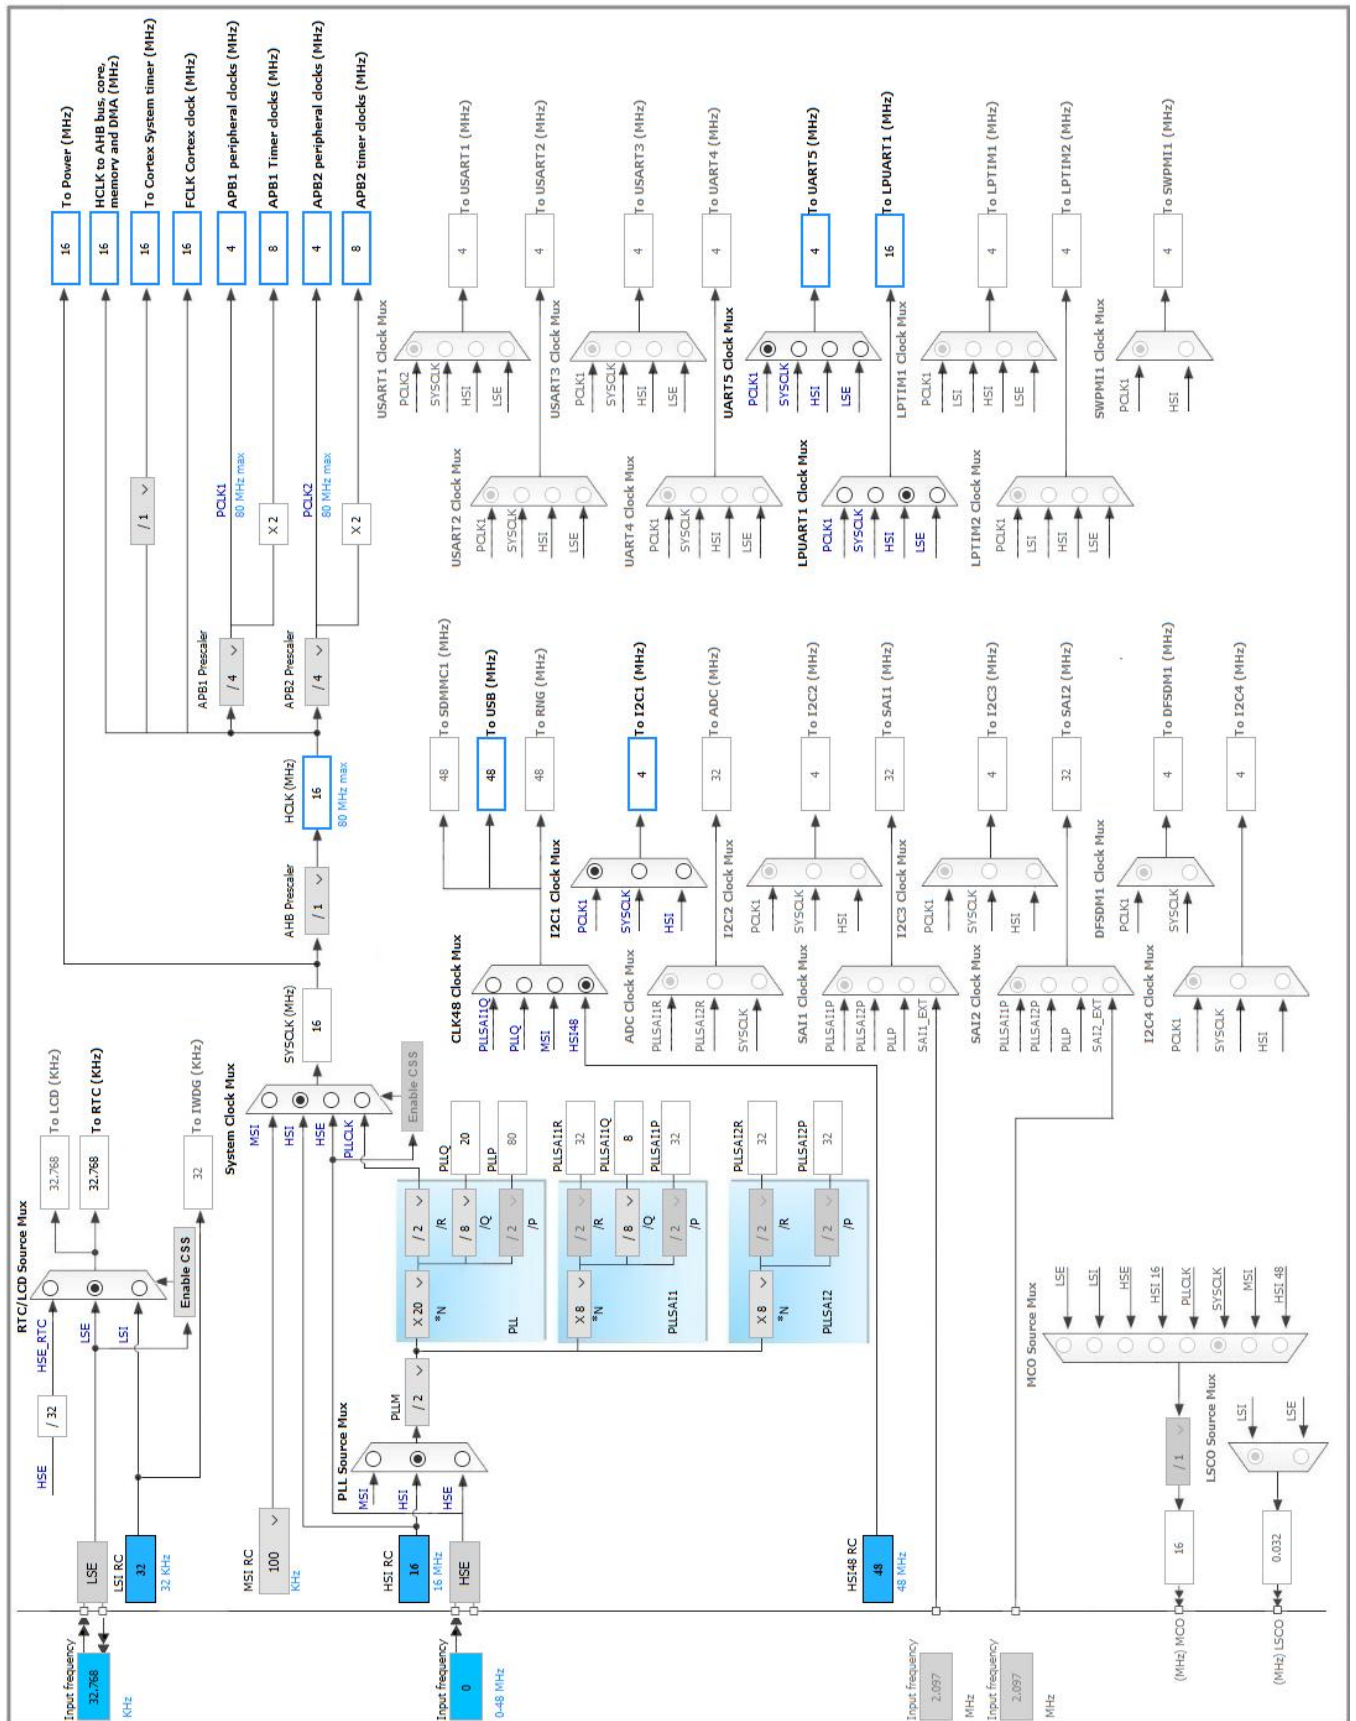 RTC/LCD Source Mux
HSE
/ 32
HSE_RTC
32.768
To LCD (KHz)
Input frequency
32.768
KHz
LSE
LSE
32.768
To RTC (KHz)
LSI RC
32
32 KHz
LSI
Enable CSS
32
To IWDG (KHz)
16
To Power (MHz)
16
HCLK to AHB bus, core,
memory and DMA (MHz)
/ 1
16
To Cortex System timer (MHz)
16
FCLK Cortex clock (MHz)
APB1 Prescaler
/ 4
PCLK1
80 MHz max
4
APB1 peripheral clocks (MHz)
X 2
8
APB1 Timer clocks (MHz)
APB2 Prescaler
/ 4
PCLK2
80 MHz max
4
APB2 peripheral clocks (MHz)
X 2
8
APB2 timer clocks (MHz)
System Clock Mux
MSI RC
100
KHz
MSI
HSI
HSE
PLLCLK
Enable CSS
SYSCLK (MHz)
16
AHB Prescaler
/ 1
HCLK (MHz)
16
80 MHz max
PLL Source Mux
MSI
HSI
HSE
HSI RC
16
16 MHz
Input frequency
0
0-48 MHz
HSE
PLLM
/ 2
X 20
*N
PLL
/ 2
/R
/ 8
/Q
/ 2
/P
PLLQ
20
PLLP
80
X 8
*N
PLLSAI1
/ 2
/R
/ 8
/Q
/ 2
/P
PLLSAI1R
32
PLLSAI1Q
8
PLLSAI1P
32
X 8
*N
PLLSAI2
/ 2
/R
/ 2
/P
PLLSAI2R
32
PLLSAI2P
32
HSI48 RC
48
48 MHz
Input frequency
2.097
MHz
Input frequency
2.097
MHz
CLK48 Clock Mux
PLLSAI1Q
PLLQ
MSI
HSI48
48
To SDMMC1 (MHz)
48
To USB (MHz)
48
To RNG (MHz)
I2C1 Clock Mux
PCLK1
SYSCLK
HSI
4
To I2C1 (MHz)
ADC Clock Mux
PLLSAI1R
PLLSAI2R
SYSCLK
32
To ADC (MHz)
I2C2 Clock Mux
PCLK1
SYSCLK
HSI
4
To I2C2 (MHz)
SAI1 Clock Mux
PLLSAI1P
PLLSAI2P
PLLP
SAI1_EXT
32
To SAI1 (MHz)
I2C3 Clock Mux
PCLK1
SYSCLK
HSI
4
To I2C3 (MHz)
SAI2 Clock Mux
PLLSAI1P
PLLSAI2P
PLLP
SAI2_EXT
32
To SAI2 (MHz)
DFSDM1 Clock Mux
PCLK1
SYSCLK
4
To DFSDM1 (MHz)
I2C4 Clock Mux
PCLK1
SYSCLK
HSI
4
To I2C4 (MHz)
USART1 Clock Mux
PCLK2
SYSCLK
HSI
LSE
4
To USART1 (MHz)
USART2 Clock Mux
PCLK1
SYSCLK
HSI
LSE
4
To USART2 (MHz)
USART3 Clock Mux
PCLK1
SYSCLK
HSI
LSE
4
To USART3 (MHz)
UART4 Clock Mux
PCLK1
SYSCLK
HSI
LSE
4
To UART4 (MHz)
UART5 Clock Mux
PCLK1
SYSCLK
HSI
LSE
4
To UART5 (MHz)
LPUART1 Clock Mux
PCLK1
SYSCLK
HSI
LSE
16
To LPUART1 (MHz)
LPTIM1 Clock Mux
PCLK1
LSI
HSI
LSE
4
To LPTIM1 (MHz)
LPTIM2 Clock Mux
PCLK1
LSI
HSI
LSE
4
To LPTIM2 (MHz)
SWPMI1 Clock Mux
PCLK1
HSI
4
To SWPMI1 (MHz)
MCO Source Mux
LSE
LSI
HSE
HSI 16
PLLCLK
SYSCLK
MSI
HSI 48
(MHz) MCO
16
/ 1
LSCO Source Mux
LSI
LSE
(MHz) LSCO
0.032